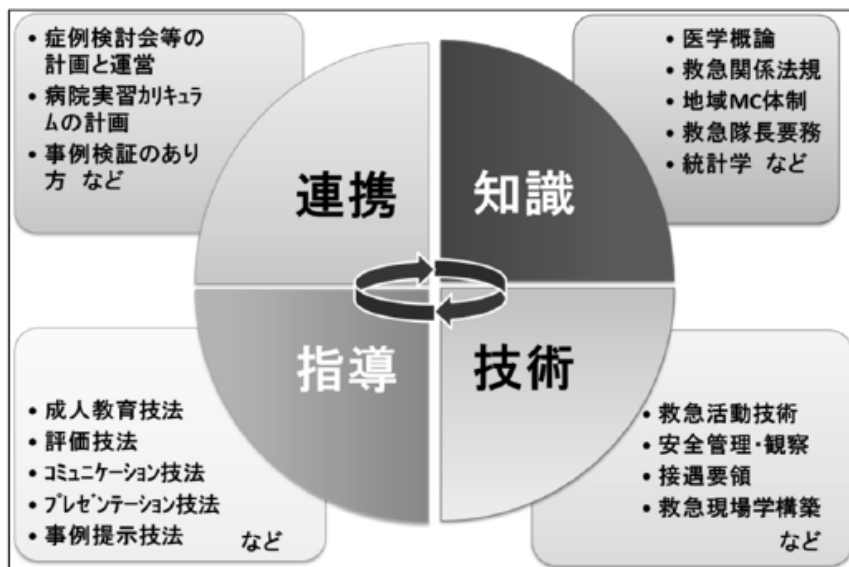 • 症例検討会等の
計画と運営
• 病院実習ｶﾘｷｭﾗ
ﾑの計画
• 事例検証のあり
方 など
• 医学概論
• 救急関係法規
• 地域MC体制
• 救急隊長要務
• 統計学 など
連携
知識
指導
技術
• 成人教育技法
• 評価技法
• ｺﾐｭﾆｹｰｼｮﾝ技法
• ﾌﾟﾚｾﾞﾝﾃｰｼｮﾝ技法
• 事例提示技法 など
• 救急活動技術
• 安全管理・観察
• 接遇要領
• 救急現場学構築
など